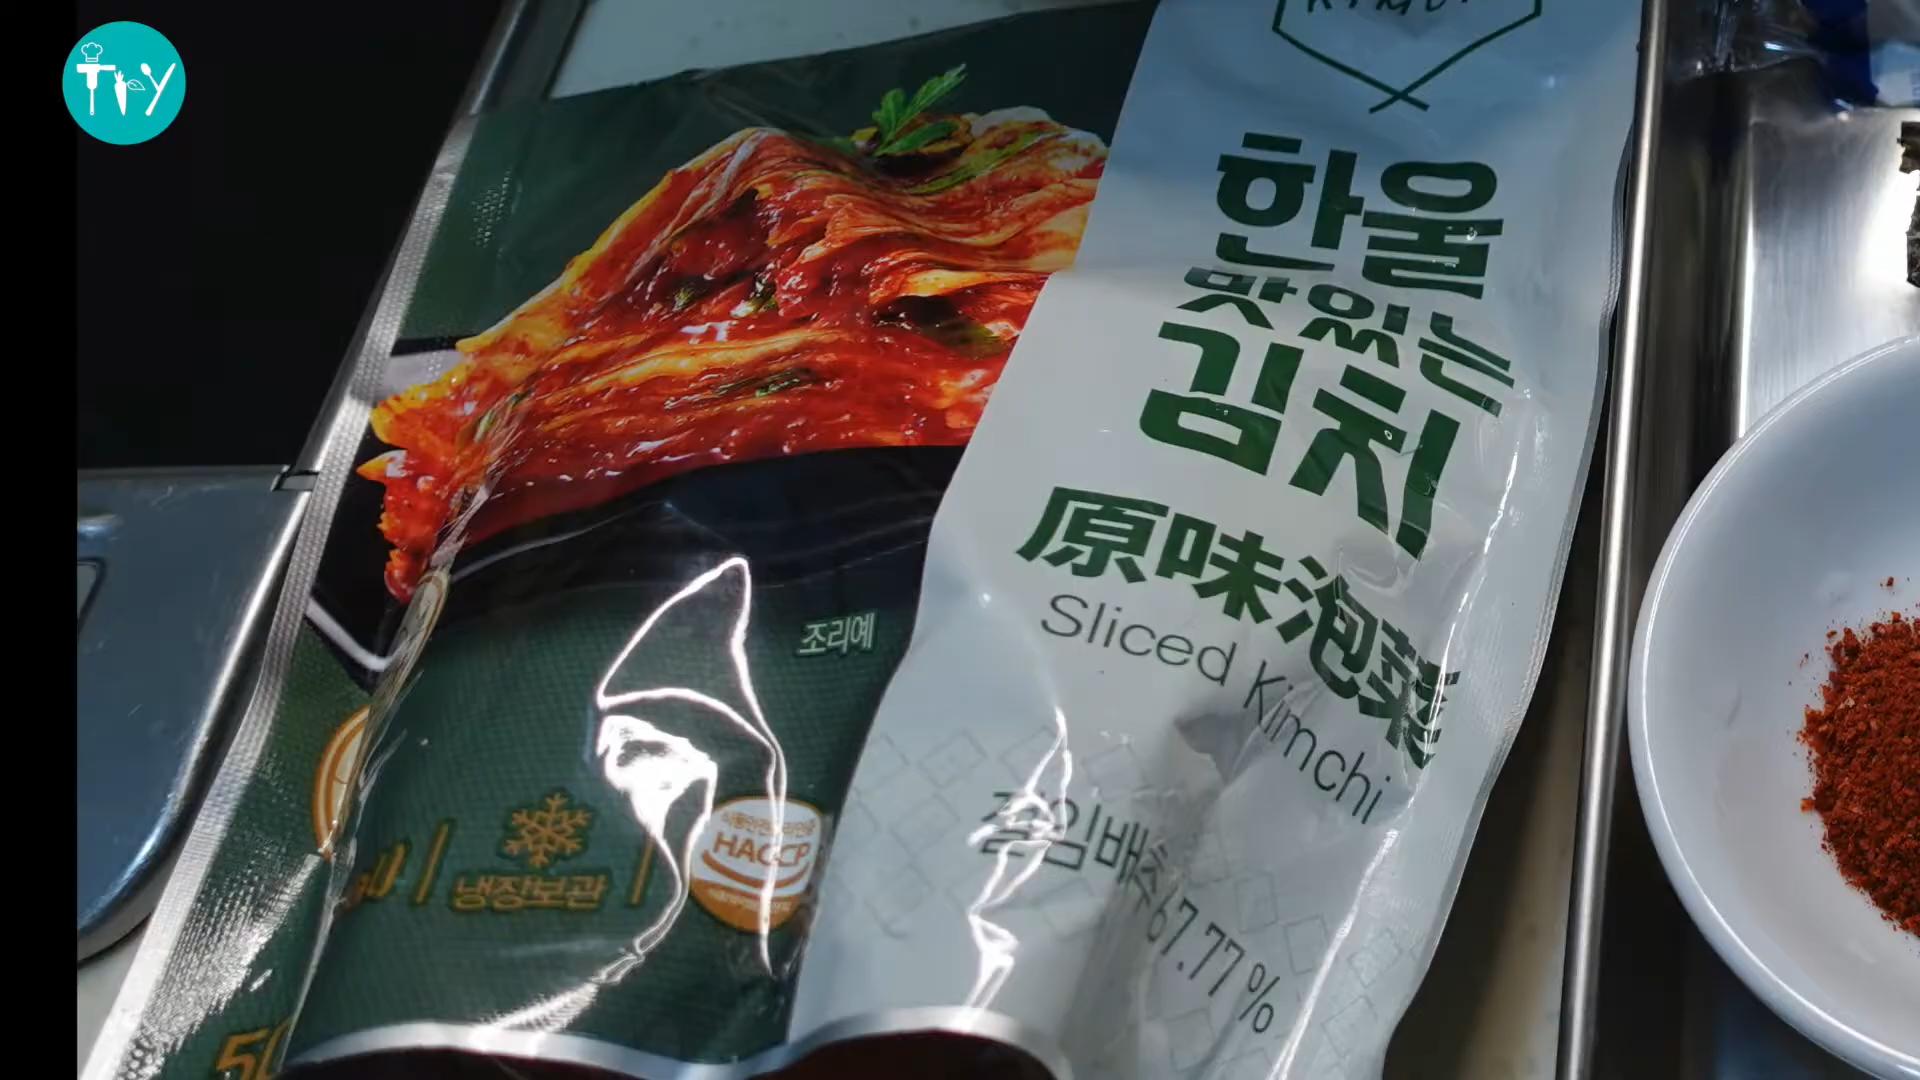 Try
한울
맛있는
김치
原味泡菜
Sliced Kimchi
절임배추 67.77%
조리예
냉장보관
HACCP